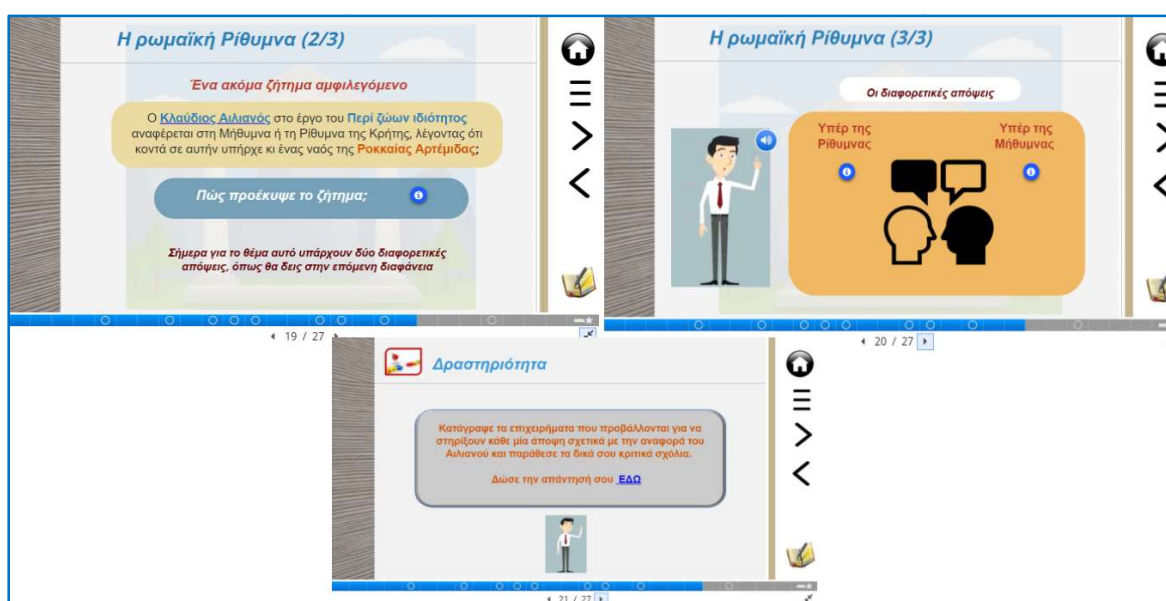 Η ρωμαϊκή Ρίθυμνα (2/3)
Ένα ακόμα ζήτημα αμφιλεγόμενο
Ο Κλαύδιος Αιλιανός στο έργο του Περί ζώων ιδιότητος
αναφέρεται στη Μήθυμνα ή τη Ρίθυμνα της Κρήτης, λέγοντας ότι
κοντά σε αυτήν υπήρχε κι ένας ναός της Ροκκαίας Αρτέμιδας;
Πώς προέκυψε το ζήτημα;
Σήμερα για το θέμα αυτό υπάρχουν δύο διαφορετικές
απόψεις, όπως θα δεις στην επόμενη διαφάνεια
19 / 27
Η ρωμαϊκή Ρίθυμνα (3/3)
Οι διαφορετικές απόψεις
Υπέρ της
Ρίθυμνας
Υπέρ της
Μήθυμνας
20 / 27
Δραστηριότητα
Κατάγραψε τα επιχειρήματα που προβάλλονται για να
στηρίξουν κάθε μία άποψη σχετικά με την αναφορά του
Αιλιανού και παράθεσε τα δικά σου κριτικά σχόλια.
Δώσε την απάντησή σου ΕΔΩ
21 / 27